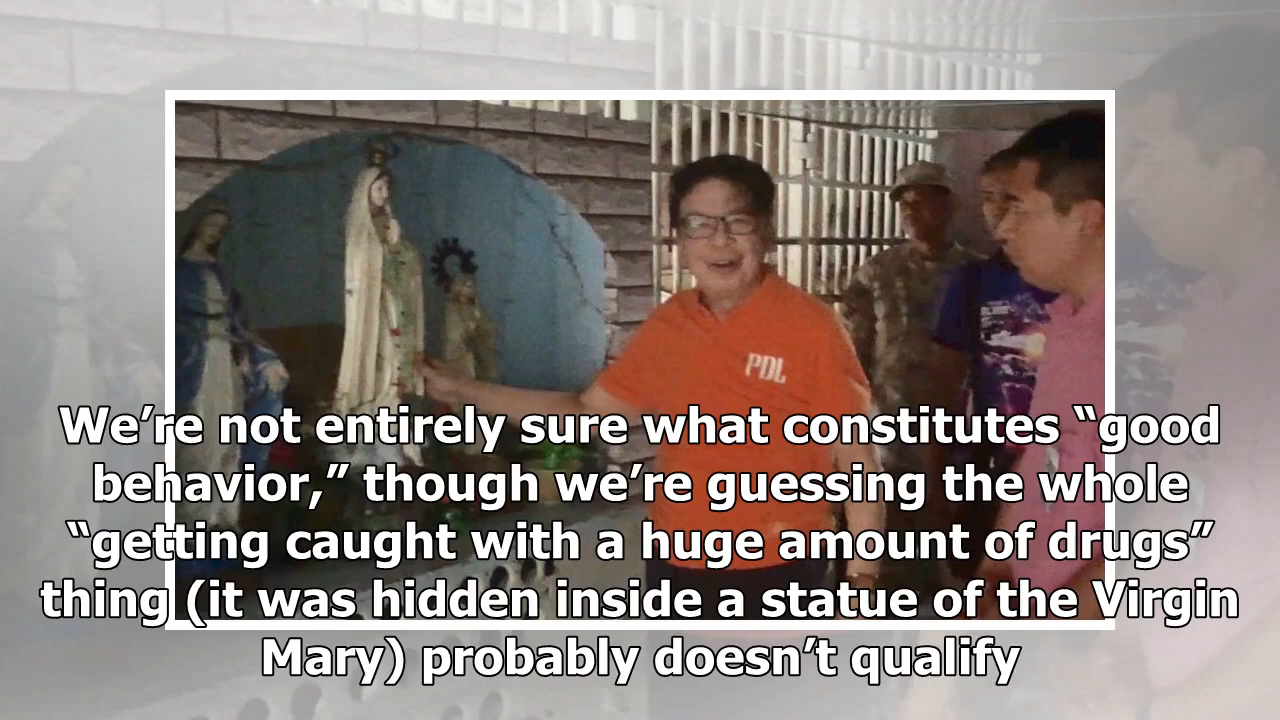 PDL
We’re not entirely sure what constitutes “good
behavior,” though we’re guessing the whole
“getting caught with a huge amount of drugs”
thing (it was hidden inside a statue of the Virgin
Mary) probably doesn’t qualify